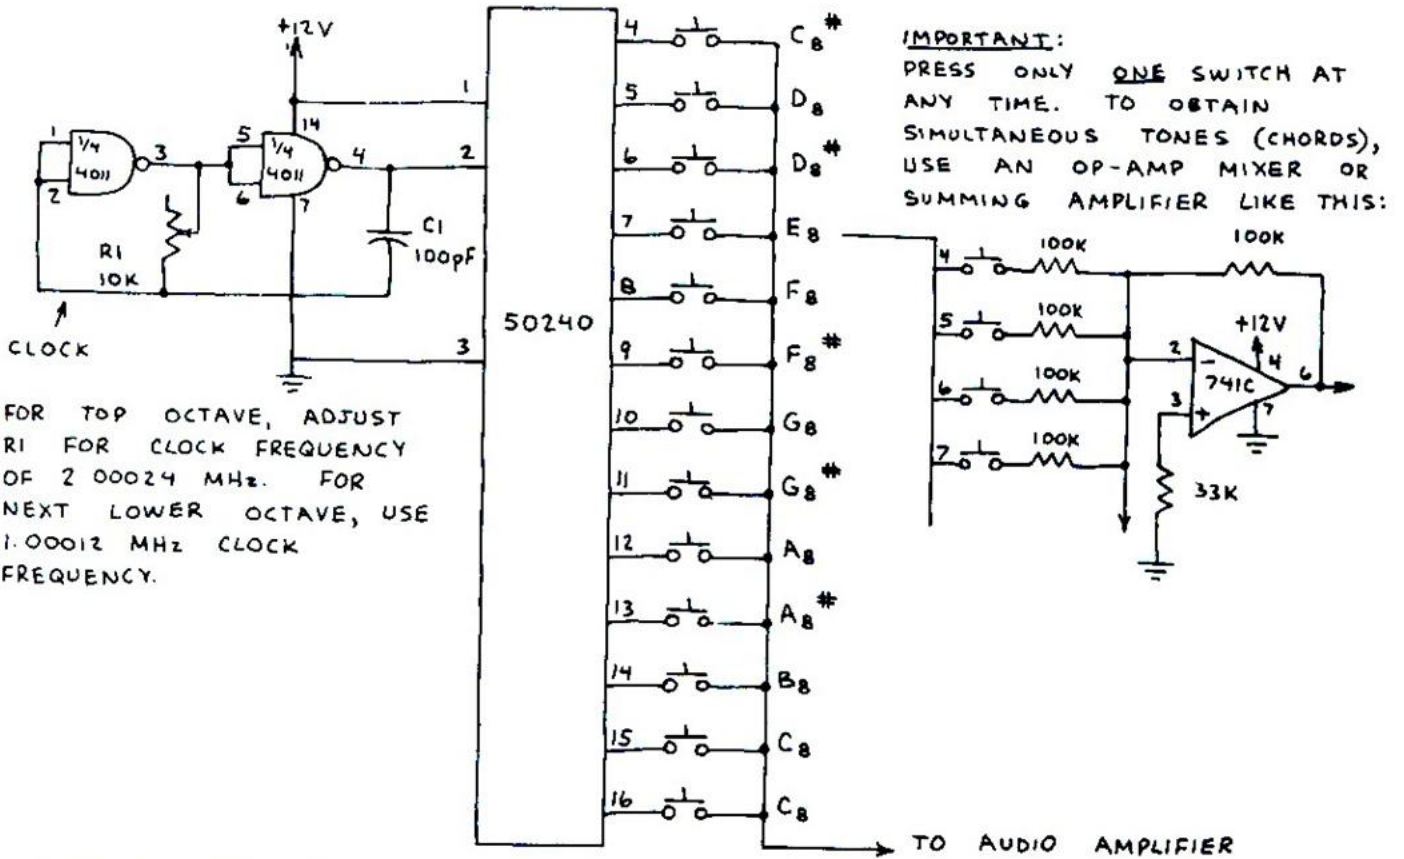 +12V
1
14
1
2
1/4
4011
3
5
6
1/4
4011
4
7
2
R1
10K
C1
100pF
3
CLOCK
50240
FOR TOP OCTAVE, ADJUST
R1 FOR CLOCK FREQUENCY
OF 2 00024 MHz. FOR
NEXT LOWER OCTAVE, USE
1.00012 MHz CLOCK
FREQUENCY.
4 C8#
5 D8
6 D8#
7 E8
8 F8
9 F8#
10 G8
11 G8#
12 A8
13 A8#
14 B8
15 C8
16 C8
TO AUDIO AMPLIFIER
IMPORTANT:
PRESS ONLY ONE SWITCH AT
ANY TIME. TO OBTAIN
SIMULTANEOUS TONES (CHORDS),
USE AN OP-AMP MIXER OR
SUMMING AMPLIFIER LIKE THIS:
4 100K 100K
5 100K
6 100K
7 100K
+12V
2 - 4
741C 6
3 + 7
33K